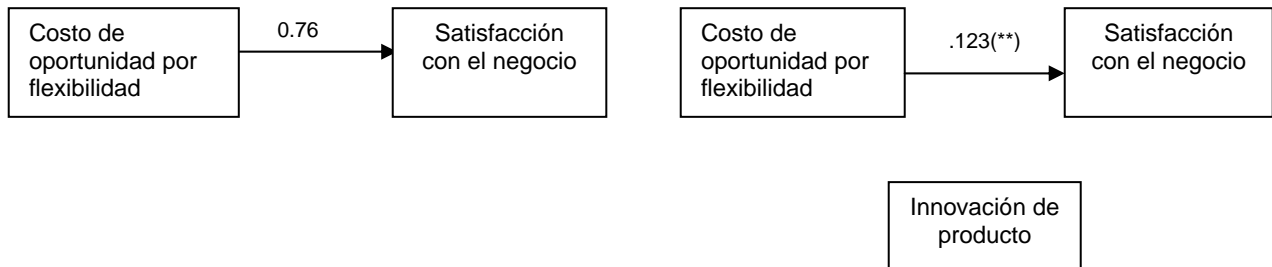 Costo de
oportunidad por
flexibilidad
0.76
Satisfacción
con el negocio
Costo de
oportunidad por
flexibilidad
.123(**)
Satisfacción
con el negocio
Innovación de
producto